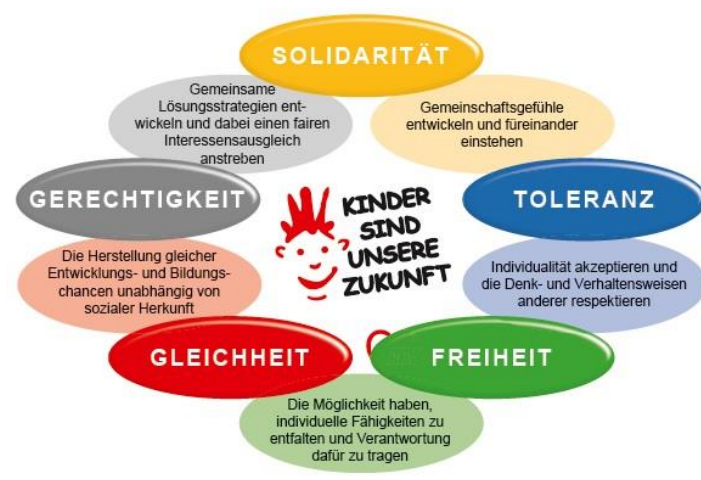 SOLIDARITÄT
Gemeinsame
Lösungsstrategien ent-
wickeln und dabei einen fairen
Interessensausgleich
anstreben
Gemeinschaftsgefühle
entwickeln und füreinander
einstehen
GERECHTIGKEIT
KINDER
SIND
UNSERE
ZUKUNFT
TOLERANZ
Die Herstellung gleicher
Entwicklungs- und Bildungs-
chancen unabhängig von
sozialer Herkunft
Individualität akzeptieren und
die Denk- und Verhaltensweisen
anderer respektieren
GLEICHHEIT
FREIHEIT
Die Möglichkeit haben,
individuelle Fähigkeiten zu
entfalten und Verantwortung
dafür zu tragen